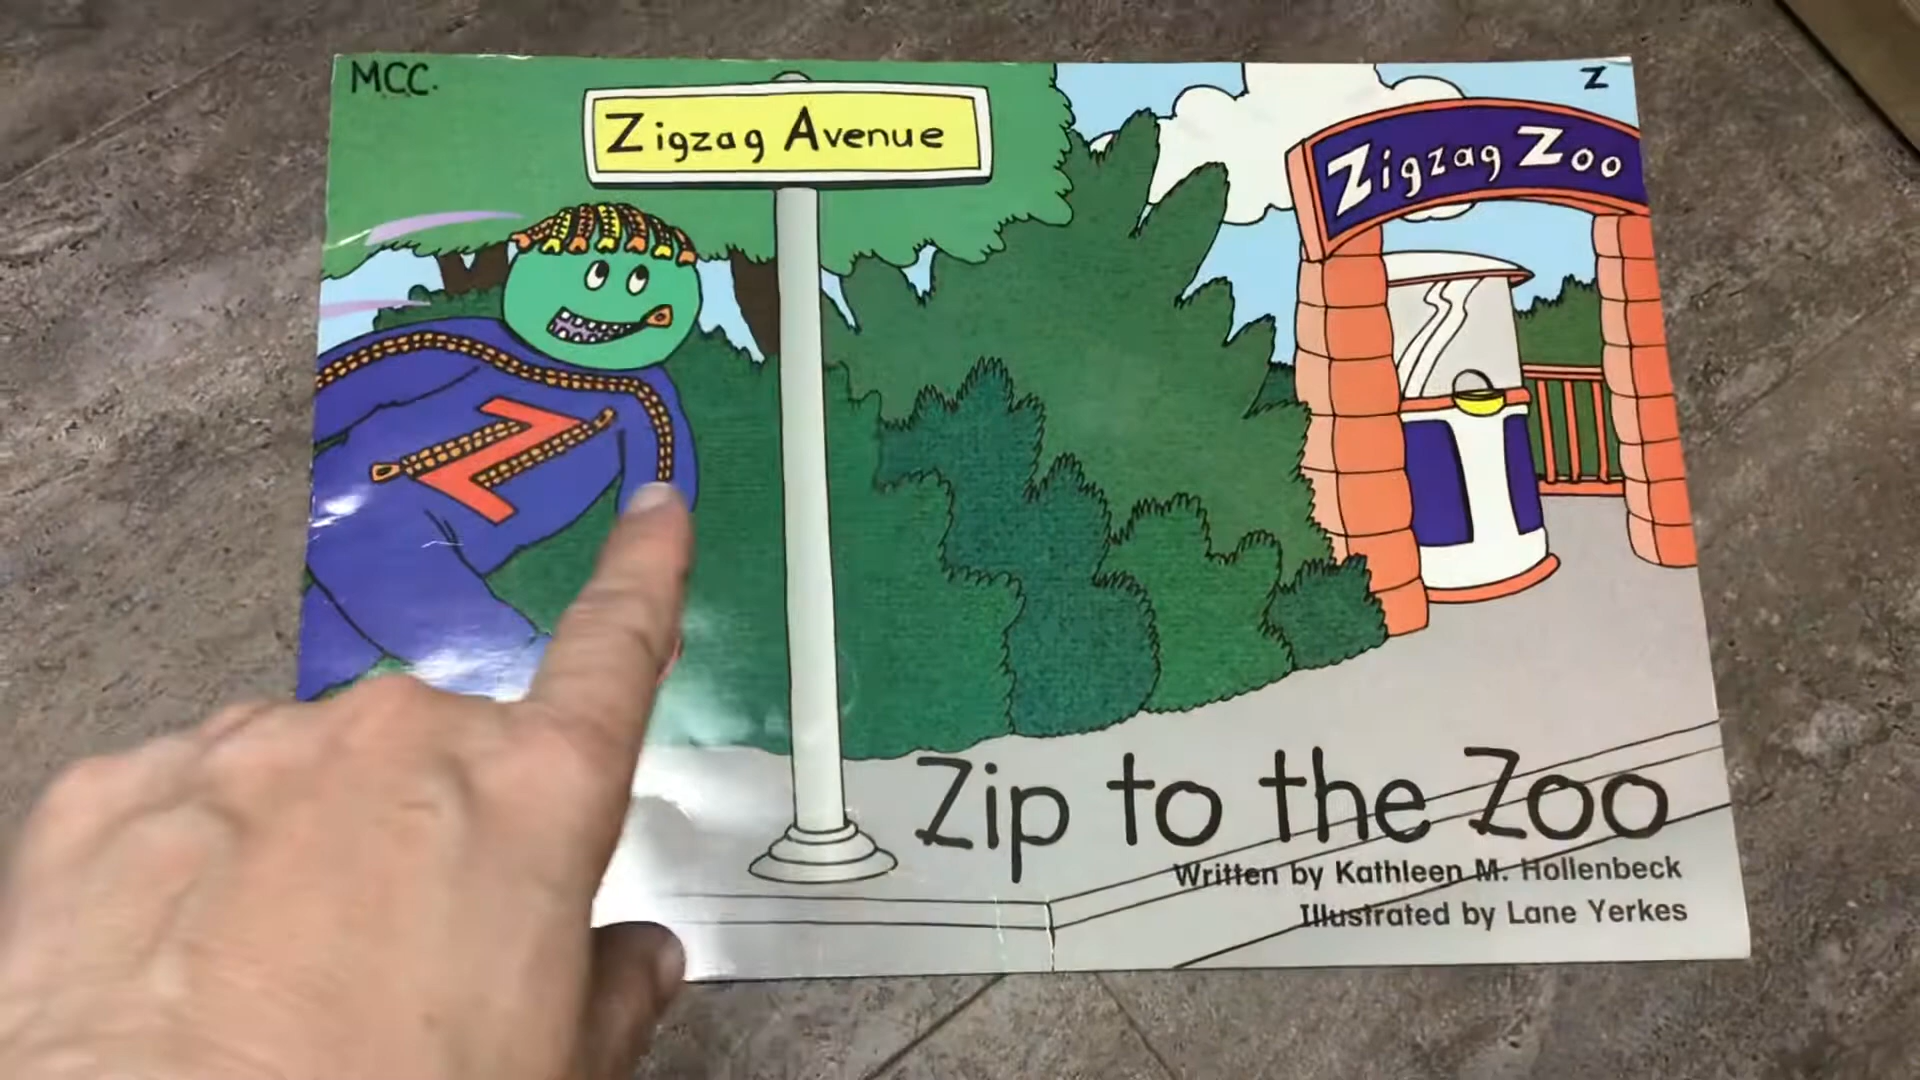 MCC.
Z
Zigzag Avenue
Zigzag Zoo
Z
Zip to the Zoo
Written by Kathleen M. Hollenbeck
Illustrated by Lane Yerkes